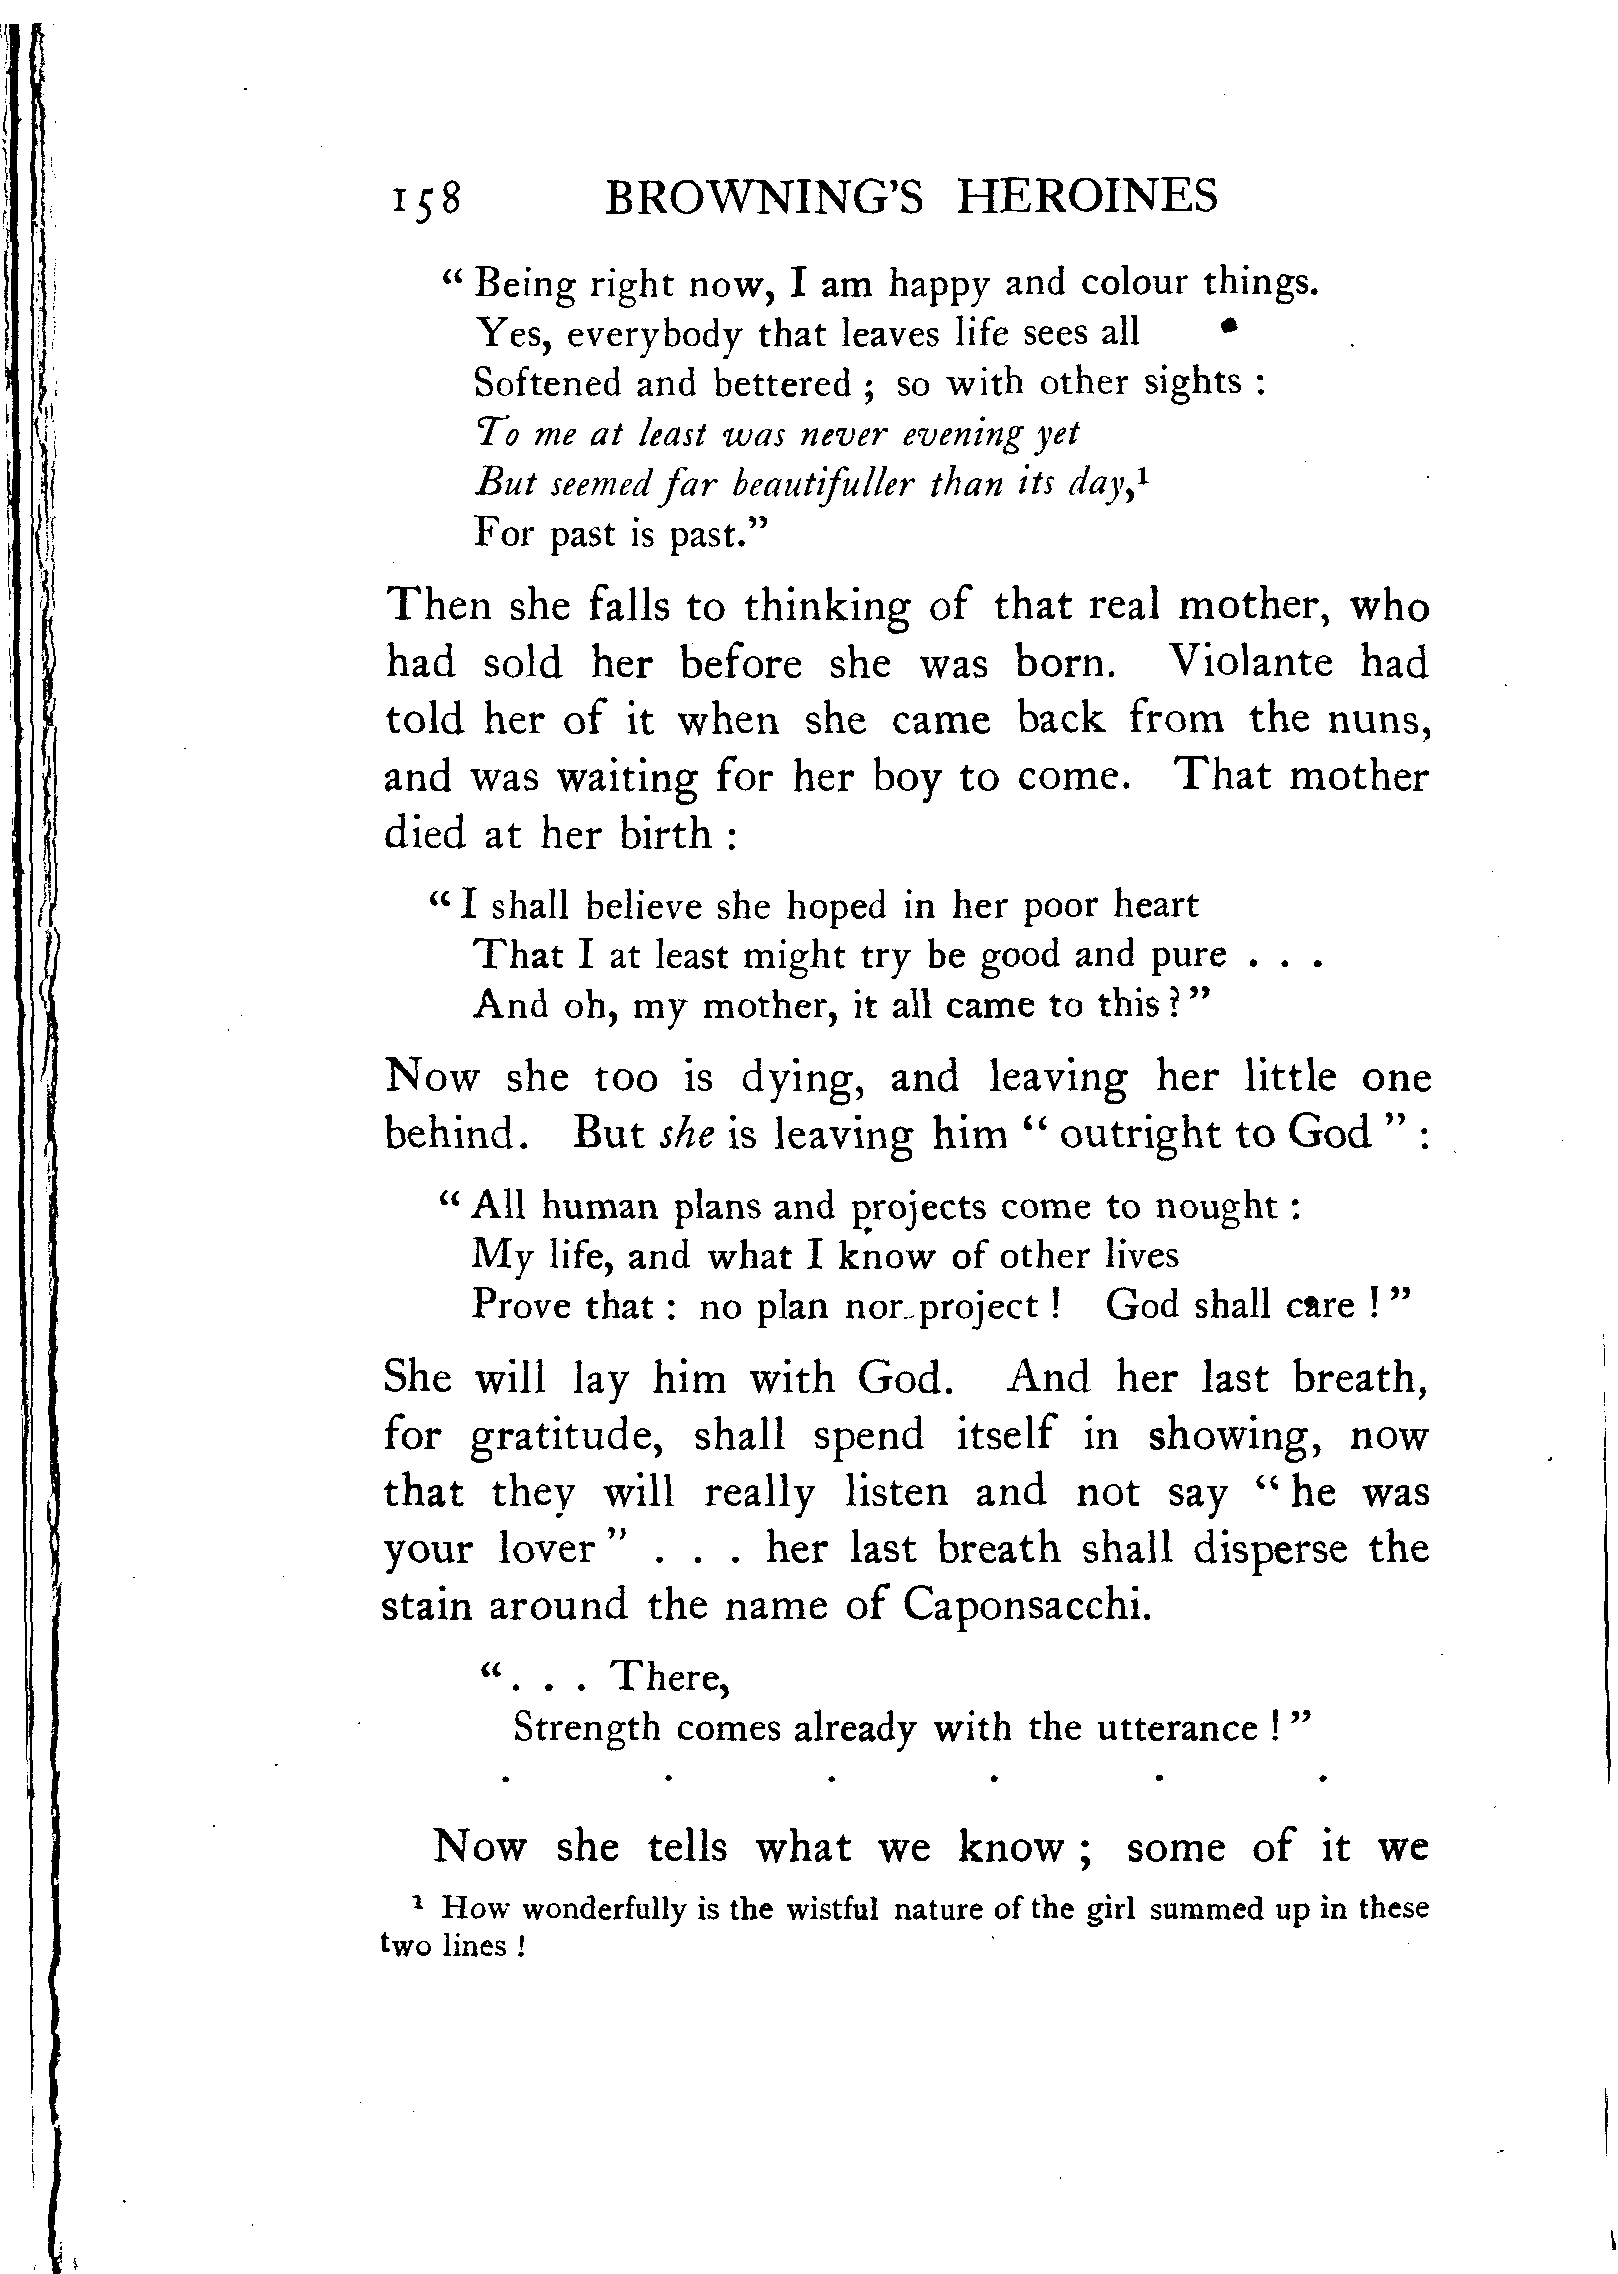 158 BROWNING'S HEROINES
“ Being right now, I am happy and colour things.
Yes, everybody that leaves life sees all
Softened and bettered ; so with other sights :
To me at least was never evening yet
But seemed far beautifuller than its day,¹
For past is past.”
Then she falls to thinking of that real mother, who
had sold her before she was born. Violante had
told her of it when she came back from the nuns,
and was waiting for her boy to come. That mother
died at her birth :
“ I shall believe she hoped in her poor heart
That I at least might try be good and pure . . .
And oh, my mother, it all came to this ? ”
Now she too is dying, and leaving her little one
behind. But she is leaving him “ outright to God ” :
“ All human plans and projects come to nought :
My life, and what I know of other lives
Prove that : no plan nor project ! God shall care ! ”
She will lay him with God. And her last breath,
for gratitude, shall spend itself in showing, now
that they will really listen and not say “ he was
your lover ” . . . her last breath shall disperse the
stain around the name of Caponsacchi.
“ . . . There,
Strength comes already with the utterance ! ”
. . . . . .
Now she tells what we know ; some of it we
¹ How wonderfully is the wistful nature of the girl summed up in these
two lines !